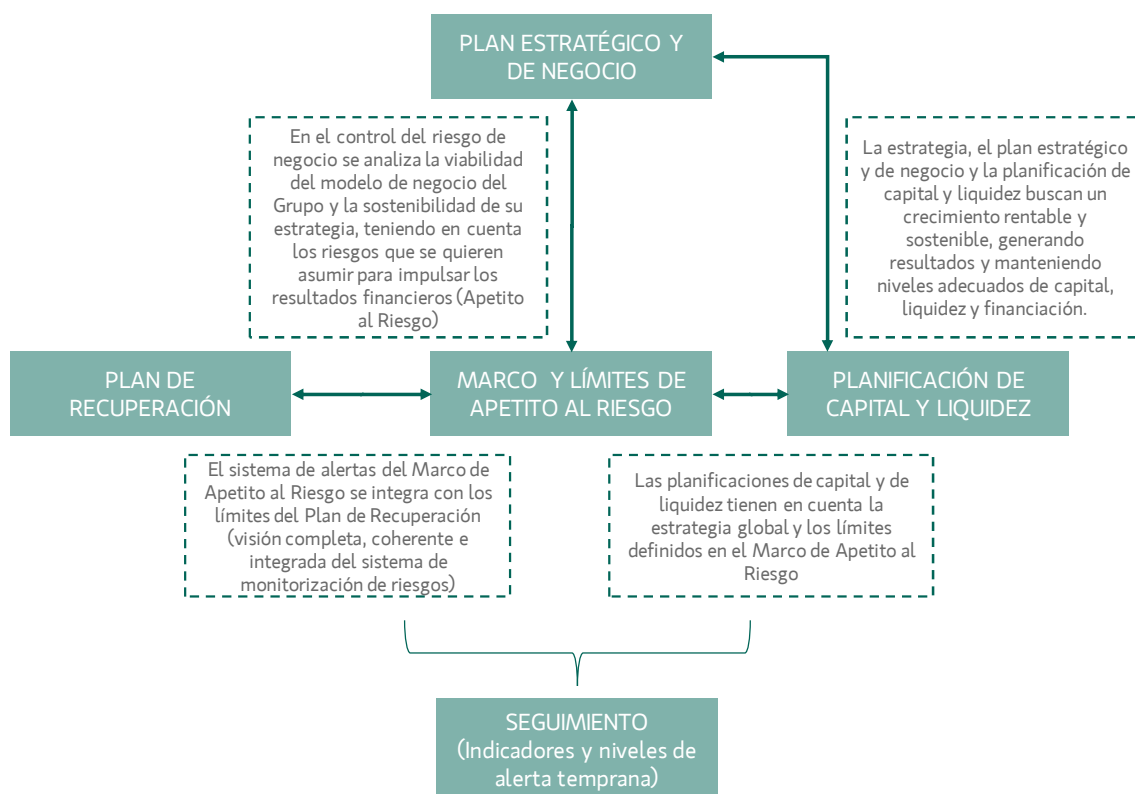 PLAN ESTRATÉGICO Y
DE NEGOCIO
En el control del riesgo de
negocio se analiza la viabilidad
del modelo de negocio del
Grupo y la sostenibilidad de su
estrategia, teniendo en cuenta
los riesgos que se quieren
asumir para impulsar los
resultados financieros (Apetito
al Riesgo)
La estrategia, el plan estratégico
y de negocio y la planificación de
capital y liquidez buscan un
crecimiento rentable y
sostenible, generando
resultados y manteniendo
niveles adecuados de capital,
liquidez y financiación.
PLAN DE
RECUPERACIÓN
MARCO Y LÍMITES DE
APETITO AL RIESGO
PLANIFICACIÓN DE
CAPITAL Y LIQUIDEZ
El sistema de alertas del Marco de
Apetito al Riesgo se integra con los
límites del Plan de Recuperación
(visión completa, coherente e
integrada del sistema de
monitorización de riesgos)
Las planificaciones de capital y de
liquidez tienen en cuenta la
estrategia global y los límites
definidos en el Marco de Apetito al
Riesgo
SEGUIMIENTO
(Indicadores y niveles de
alerta temprana)